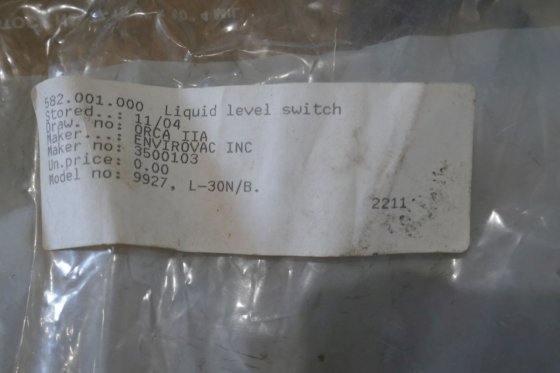 582.001.000 Liquid level switch
Stored..: 11/04
Draw. no: ORCA IIA
Maker...: ENVIROVAC INC
Maker no: 3500103
Un.price: 0.00
Model no: 9927, L-30N/B.
2211